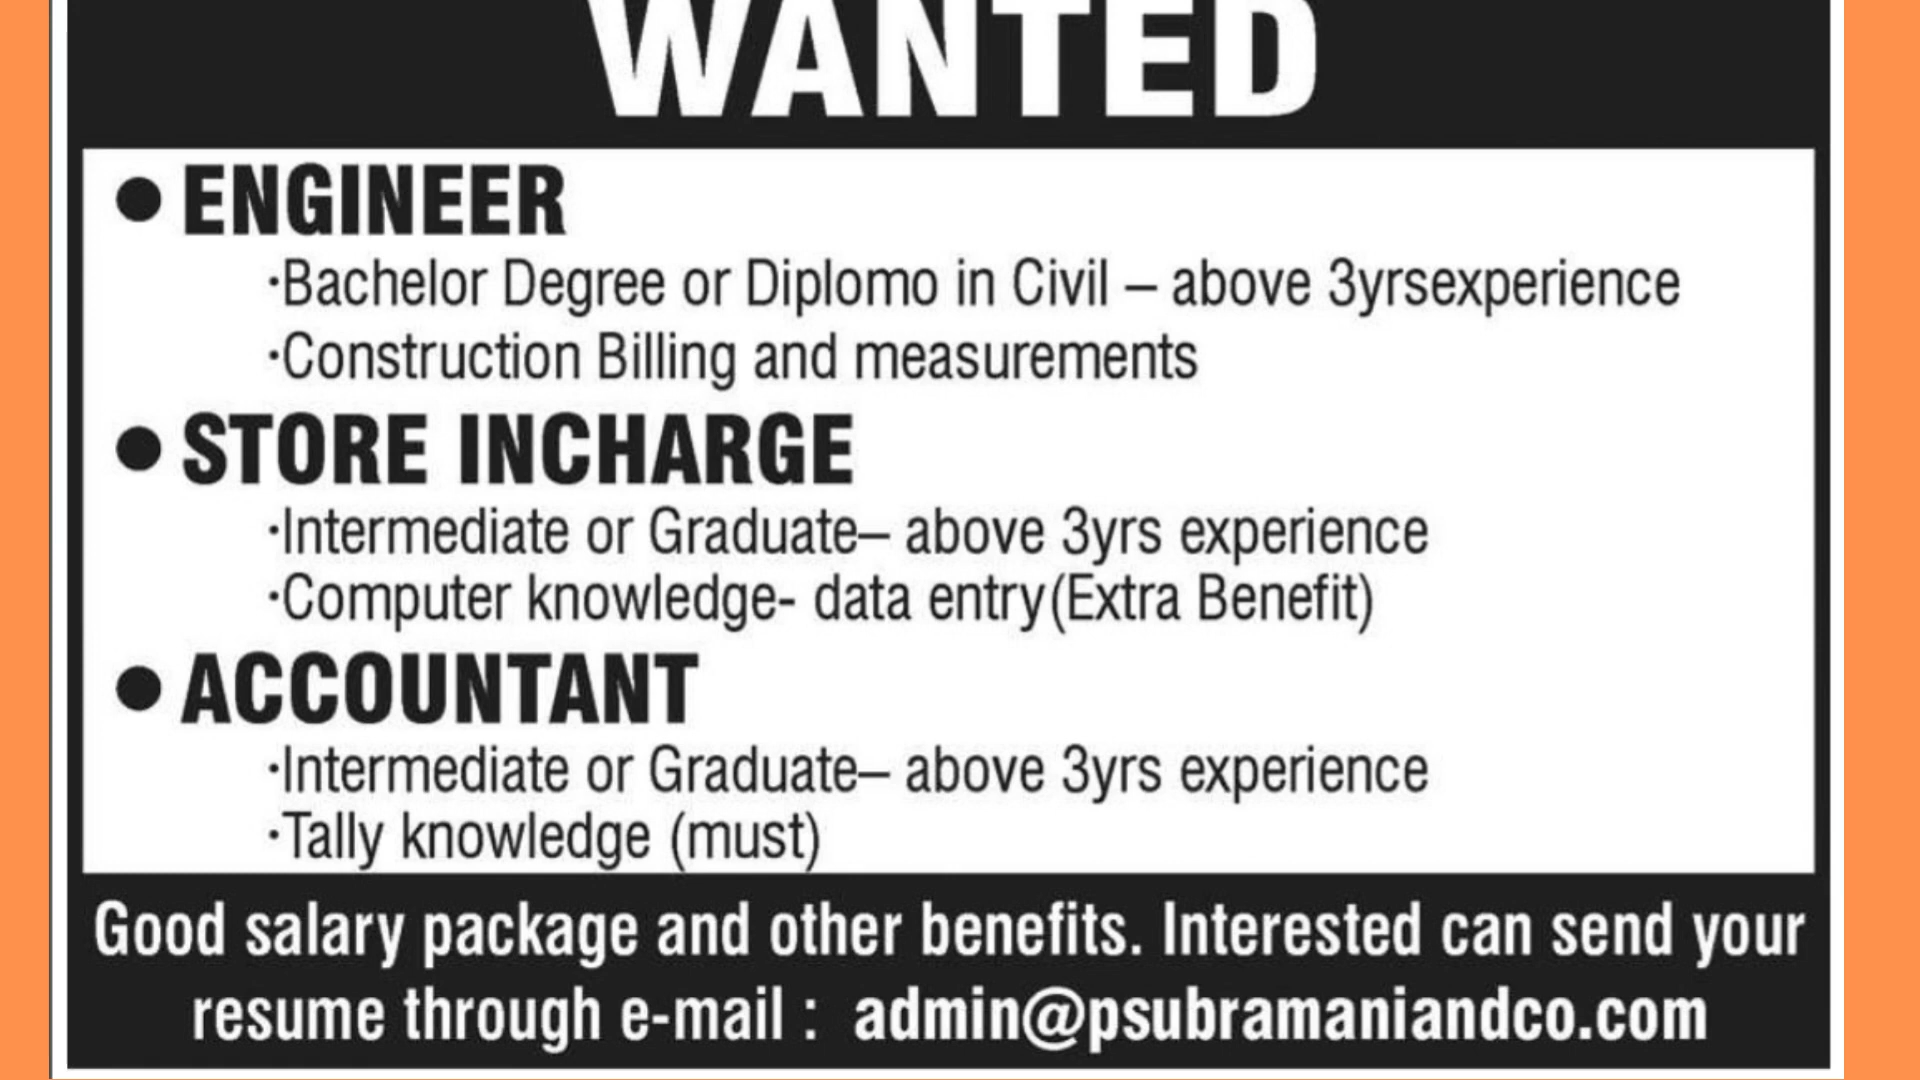 WANTED
● ENGINEER
·Bachelor Degree or Diplomo in Civil – above 3yrsexperience
·Construction Billing and measurements
● STORE INCHARGE
·Intermediate or Graduate– above 3yrs experience
·Computer knowledge- data entry(Extra Benefit)
● ACCOUNTANT
·Intermediate or Graduate– above 3yrs experience
·Tally knowledge (must)
Good salary package and other benefits. Interested can send your
resume through e-mail : admin@psubramaniandco.com